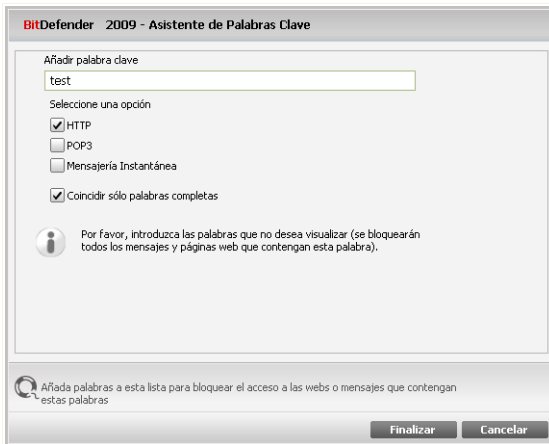 BitDefender 2009 - Asistente de Palabras Clave
Añadir palabra clave
test
Seleccione una opción
HTTP
POP3
Mensajería Instantánea
Coincidir sólo palabras completas
Por favor, introduzca las palabras que no desea visualizar (se bloquearán
todos los mensajes y páginas web que contengan esta palabra).
Añada palabras a esta lista para bloquear el acceso a las webs o mensajes que contengan
estas palabras
Finalizar Cancelar